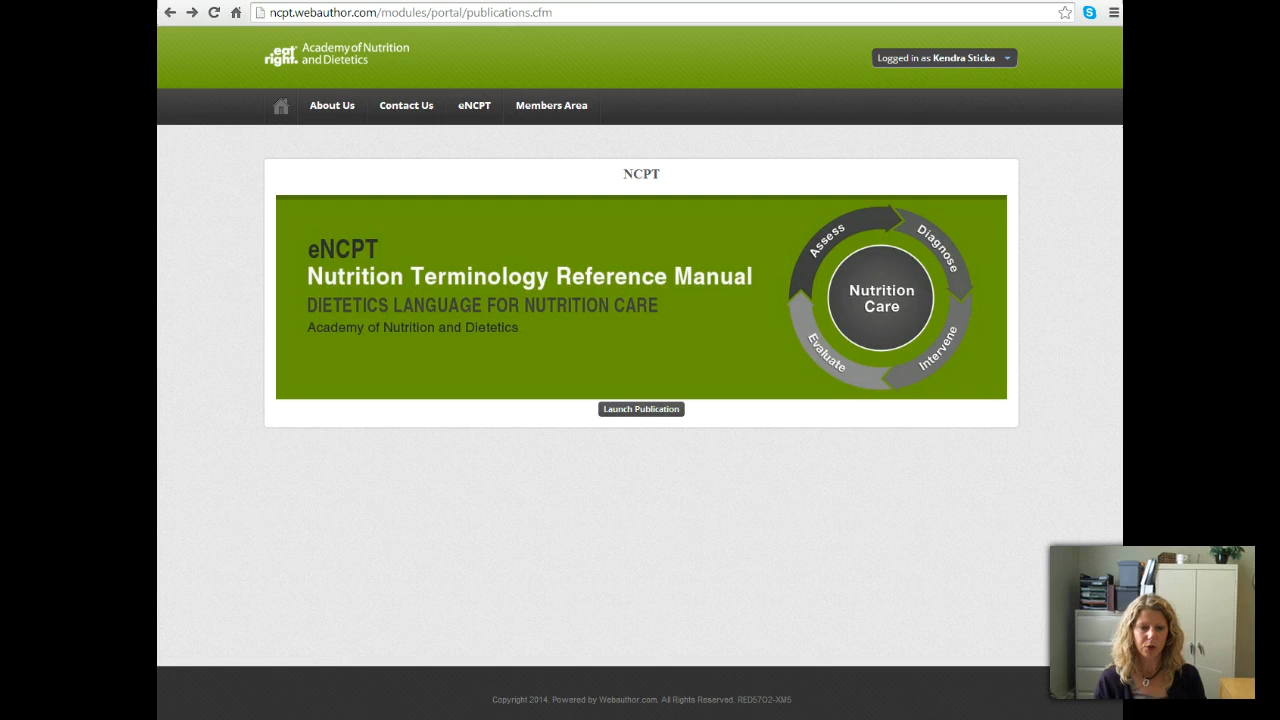 ncpt.webauthor.com/modules/portal/publications.cfm
eat right. Academy of Nutrition and Dietetics
Logged in as Kendra Sticka
About Us Contact Us eNCPT Members Area
NCPT
eNCPT
Nutrition Terminology Reference Manual
DIETETICS LANGUAGE FOR NUTRITION CARE
Academy of Nutrition and Dietetics
Assess
Diagnose
Intervene
Evaluate
Nutrition
Care
Launch Publication
Copyright 2014. Powered by Webauthor.com. All Rights Reserved. RED57O2-XM5